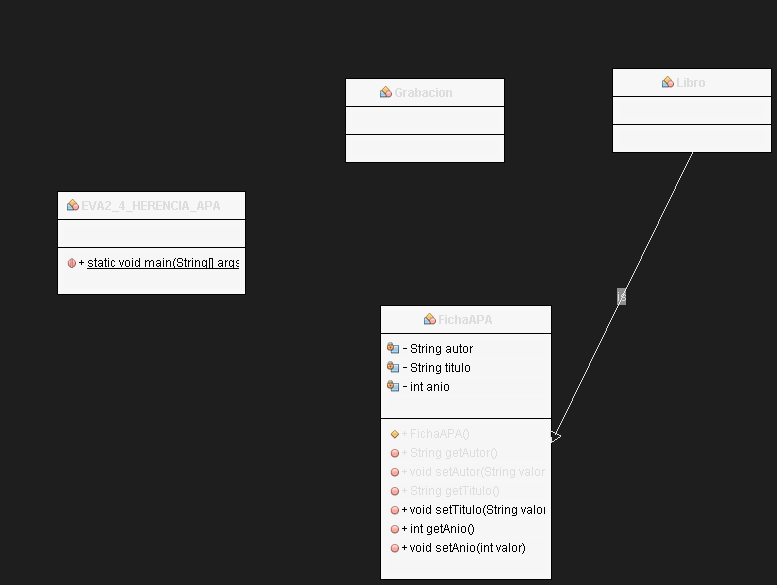 Grabacion
Libro
EVA2_4_HERENCIA_APA
+ static void main(String[] args
is
FichaAPA
- String autor
- String titulo
- int anio
+ FichaAPA()
+ String getAutor()
+ void setAutor(String valor
+ String getTitulo()
+ void setTitulo(String valor
+ int getAnio()
+ void setAnio(int valor)